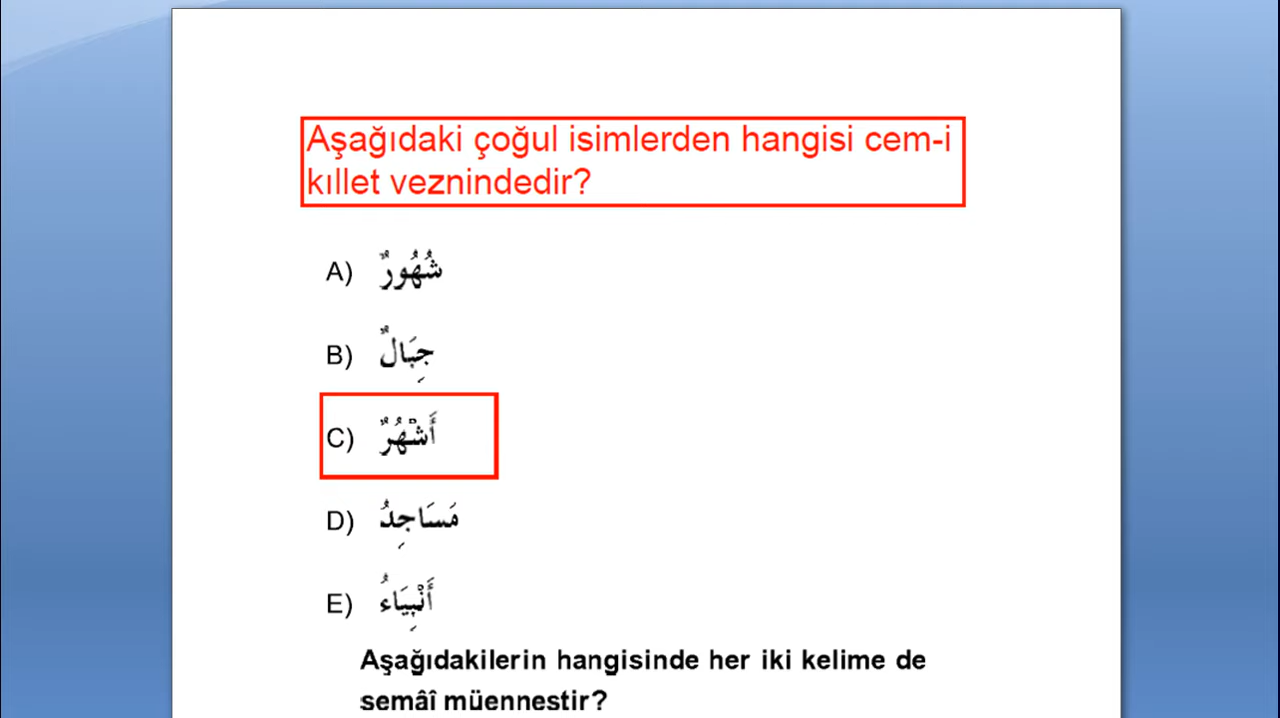 Aşağıdaki çoğul isimlerden hangisi cem-i
kıllet veznindedir?
A) شُهُورٌ
B) جِبَالٌ
C) أَشْهُرٌ
D) مَسَاجِدُ
E) أَنْبِيَاءُ
Aşağıdakilerin hangisinde her iki kelime de
semâî müennestir?